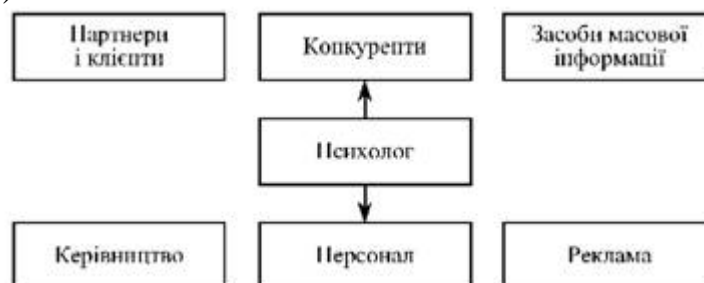 )
Партнери
і клієнти
Конкуренти
Засоби масової
інформації
Психолог
Керівництво
Персонал
Реклама